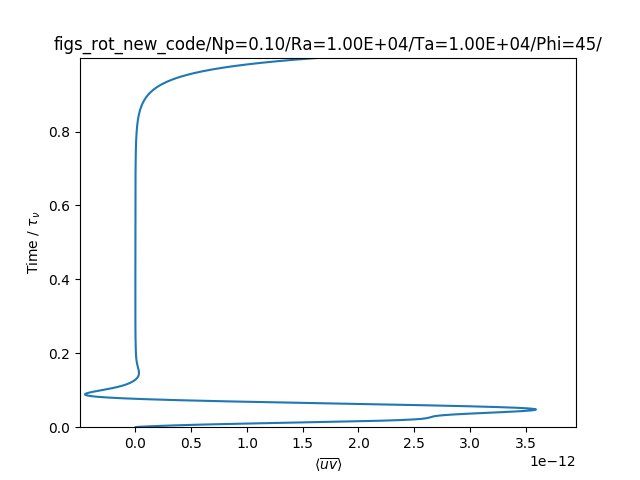 figs_rot_new_code/Np=0.10/Ra=1.00E+04/Ta=1.00E+04/Phi=45/
Time / τ_ν
0.8
0.6
0.4
0.2
0.0
0.0 0.5 1.0 1.5 2.0 2.5 3.0 3.5
1e−12
⟨u̅v̅⟩